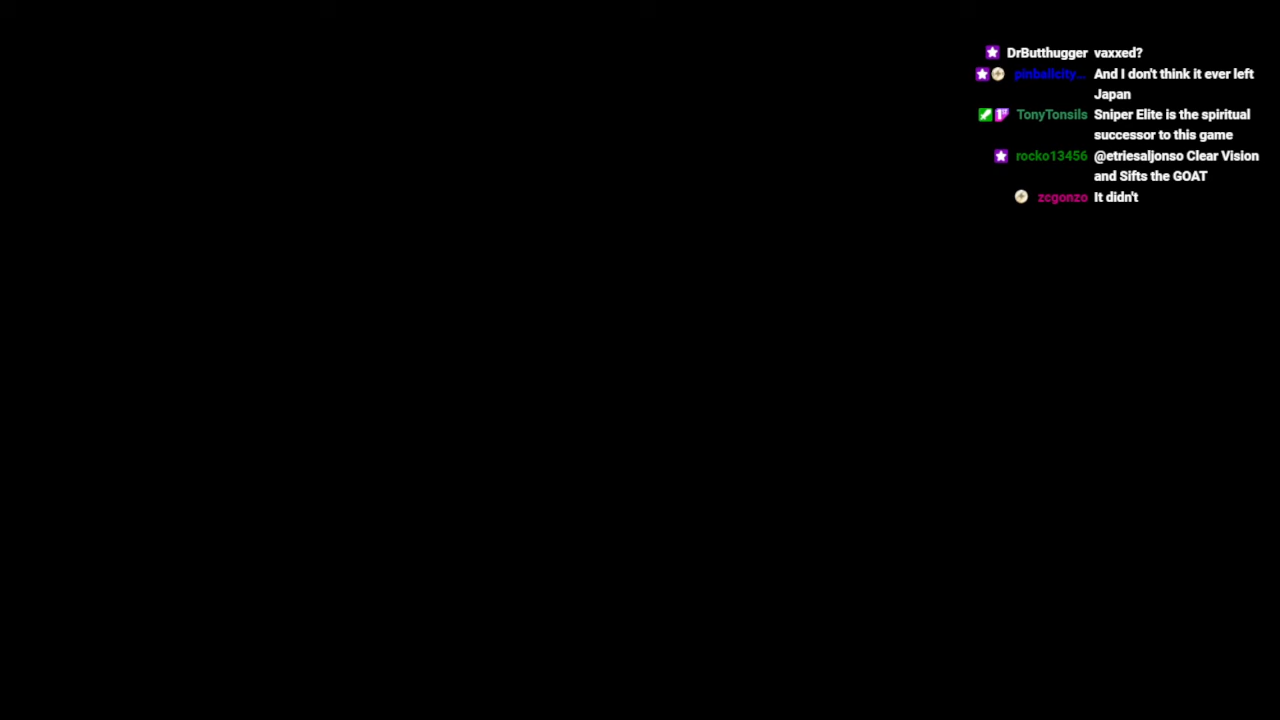 DrButthugger vaxxed?
pinballcity... And I don't think it ever left
Japan
TonyTonsils Sniper Elite is the spiritual
successor to this game
rocko13456 @etriesaljonso Clear Vision
and Sifts the GOAT
zcgonzo It didn't